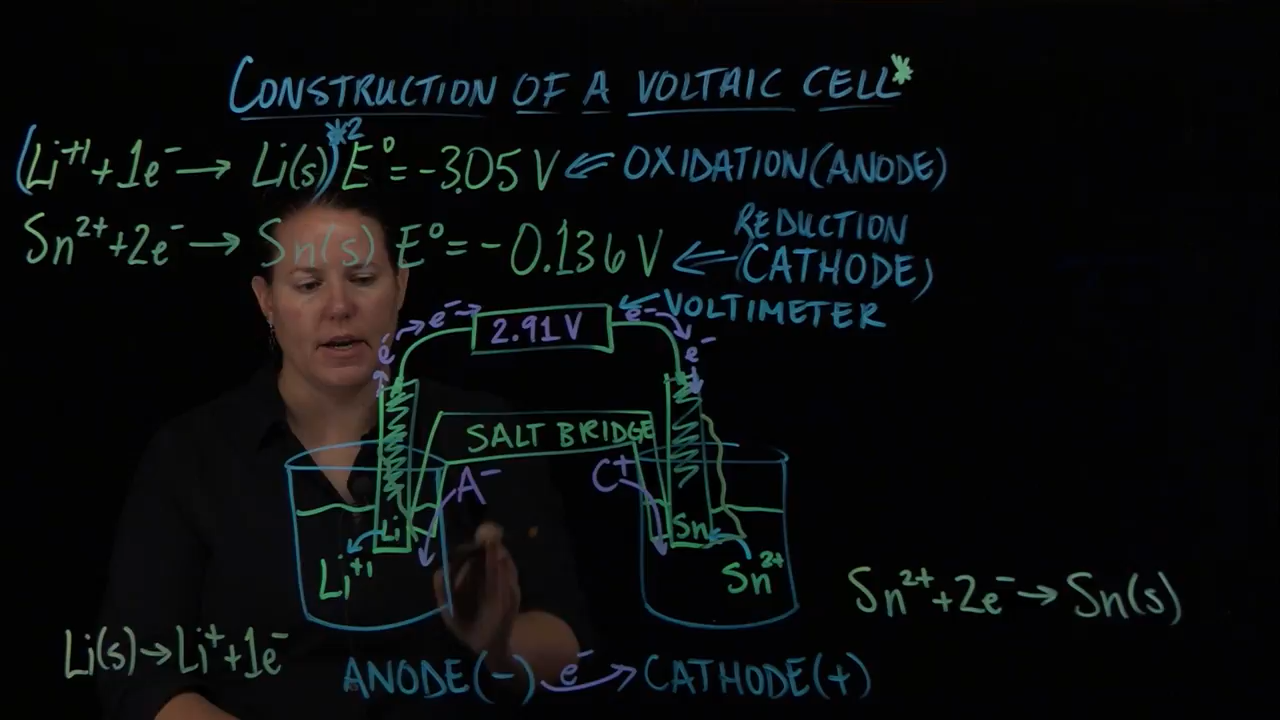 CONSTRUCTION OF A VOLTAIC CELL*
(Li⁺¹+1e⁻→ Li(s))*2 E°=-3.05 V ⇐ OXIDATION(ANODE)
Sn²⁺+2e⁻→ Sn(s) E°=-0.136 V ⇐ REDUCTION (CATHODE)
VOLTIMETER
e⁻ e⁻ 2.91 V e⁻ e⁻
SALT BRIDGE
A⁻ C⁺
Li Sn
Li⁺¹ Sn²⁺
Sn²⁺+2e⁻→ Sn(s)
Li(s)→Li⁺+1e⁻
ANODE(-) e⁻→ CATHODE(+)